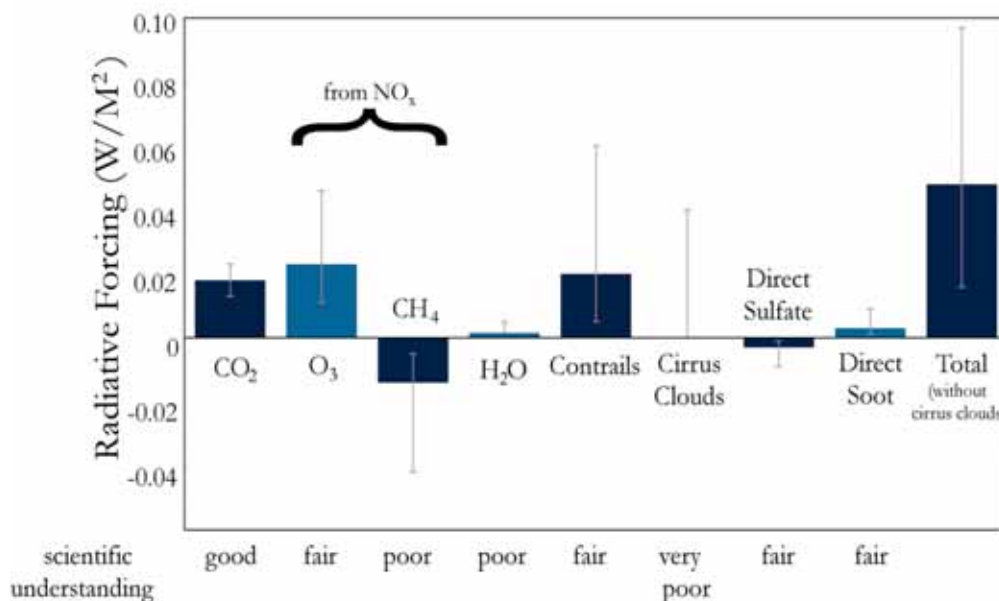 Radiative Forcing (W/M²)
0.10
0.08
0.06
0.04
0.02
0
-0.02
-0.04
from NOₓ
CO₂
O₃
CH₄
H₂O
Contrails
Cirrus
Clouds
Direct
Sulfate
Direct
Soot
Total
(without
cirrus clouds
scientific
understanding
good
fair
poor
poor
fair
very
poor
fair
fair